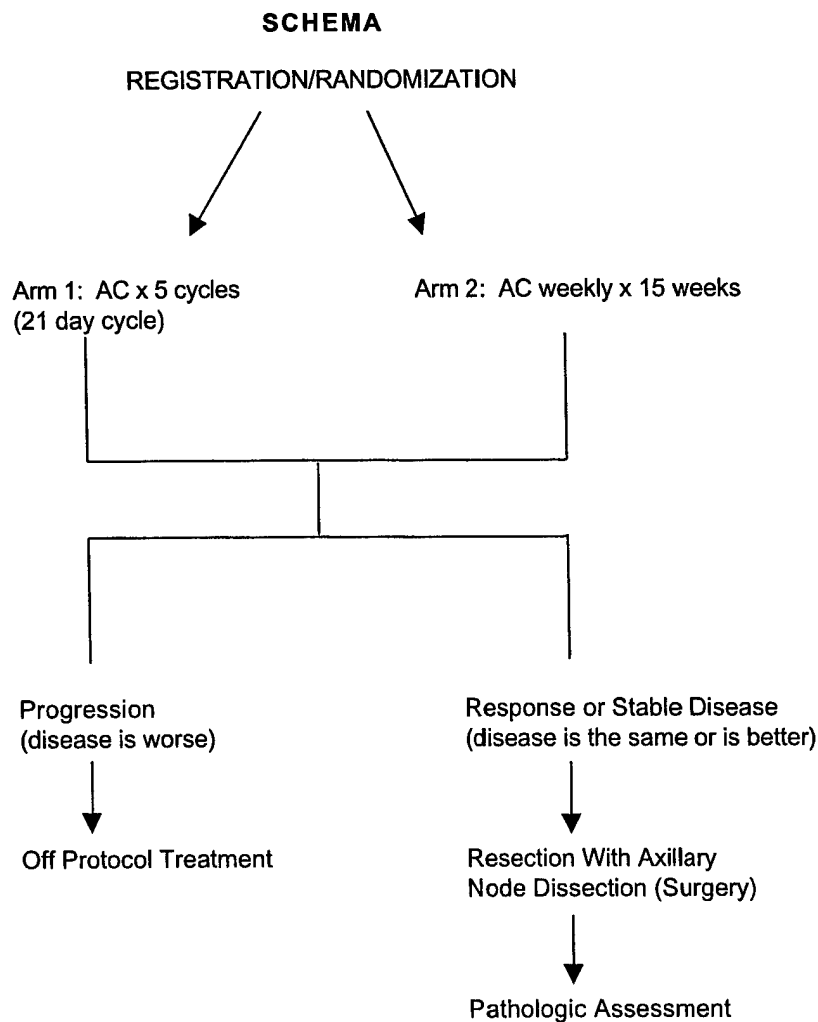 SCHEMA
REGISTRATION/RANDOMIZATION
Arm 1: AC x 5 cycles
(21 day cycle)
Arm 2: AC weekly x 15 weeks
Progression
(disease is worse)
Response or Stable Disease
(disease is the same or is better)
Off Protocol Treatment
Resection With Axillary
Node Dissection (Surgery)
Pathologic Assessment